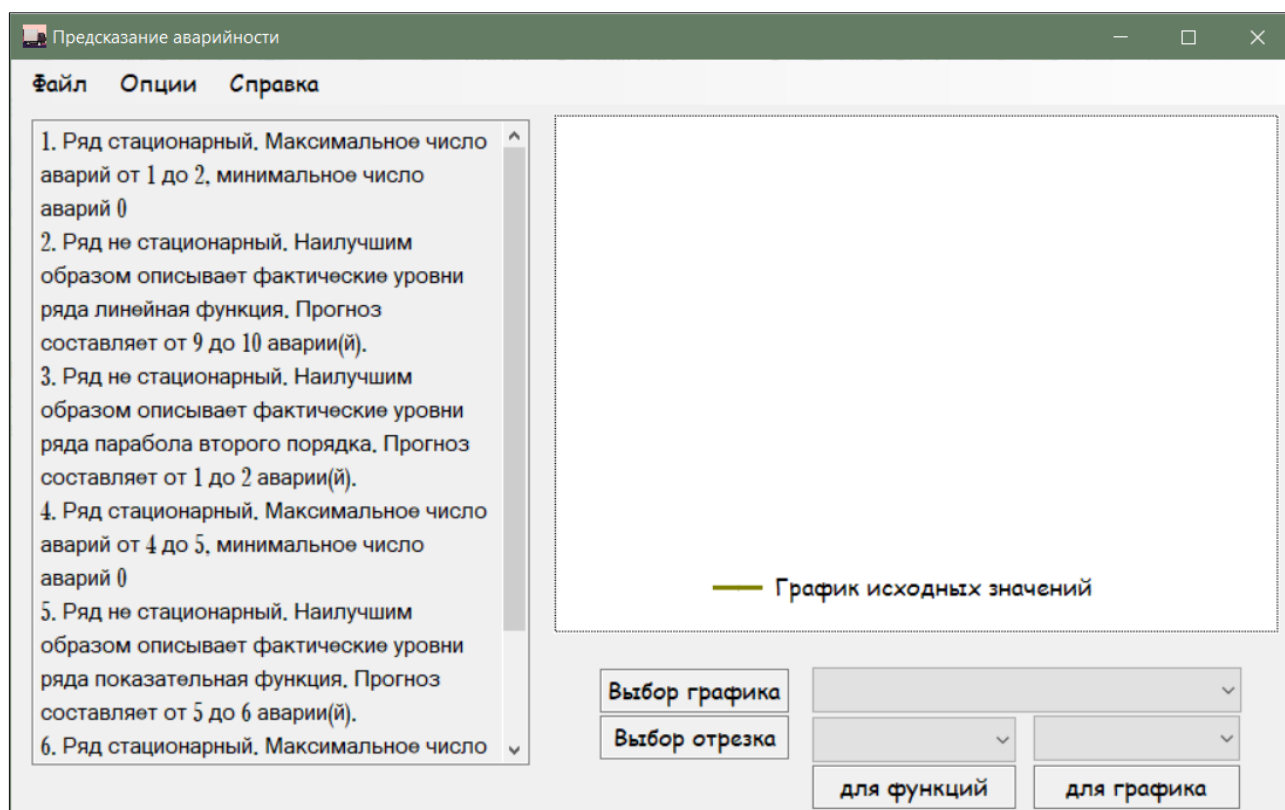 Предсказание аварийности
Файл Опции Справка
1. Ряд стационарный. Максимальное число
аварий от 1 до 2, минимальное число
аварий 0
2. Ряд не стационарный. Наилучшим
образом описывает фактические уровни
ряда линейная функция. Прогноз
составляет от 9 до 10 аварии(й).
3. Ряд не стационарный. Наилучшим
образом описывает фактические уровни
ряда парабола второго порядка. Прогноз
составляет от 1 до 2 аварии(й).
4. Ряд стационарный. Максимальное число
аварий от 4 до 5, минимальное число
аварий 0
5. Ряд не стационарный. Наилучшим
образом описывает фактические уровни
ряда показательная функция. Прогноз
составляет от 5 до 6 аварии(й).
6. Ряд стационарный. Максимальное число
График исходных значений
Выбор графика
Выбор отрезка
для функций для графика